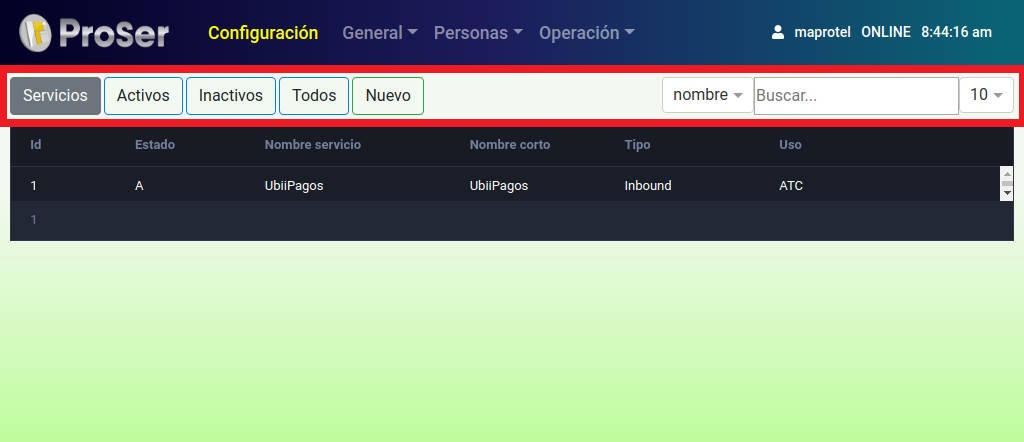 ProSer Configuración General Personas Operación maprotel ONLINE 8:44:16 am
Servicios Activos Inactivos Todos Nuevo nombre Buscar... 10
Id Estado Nombre servicio Nombre corto Tipo Uso
1 A UbiiPagos UbiiPagos Inbound ATC
1